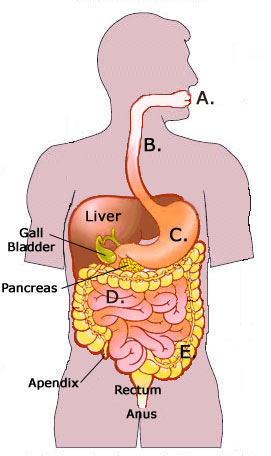 A.
B.
Liver
C.
Gall
Bladder
Pancreas
D.
E.
Apendix
Rectum
Anus